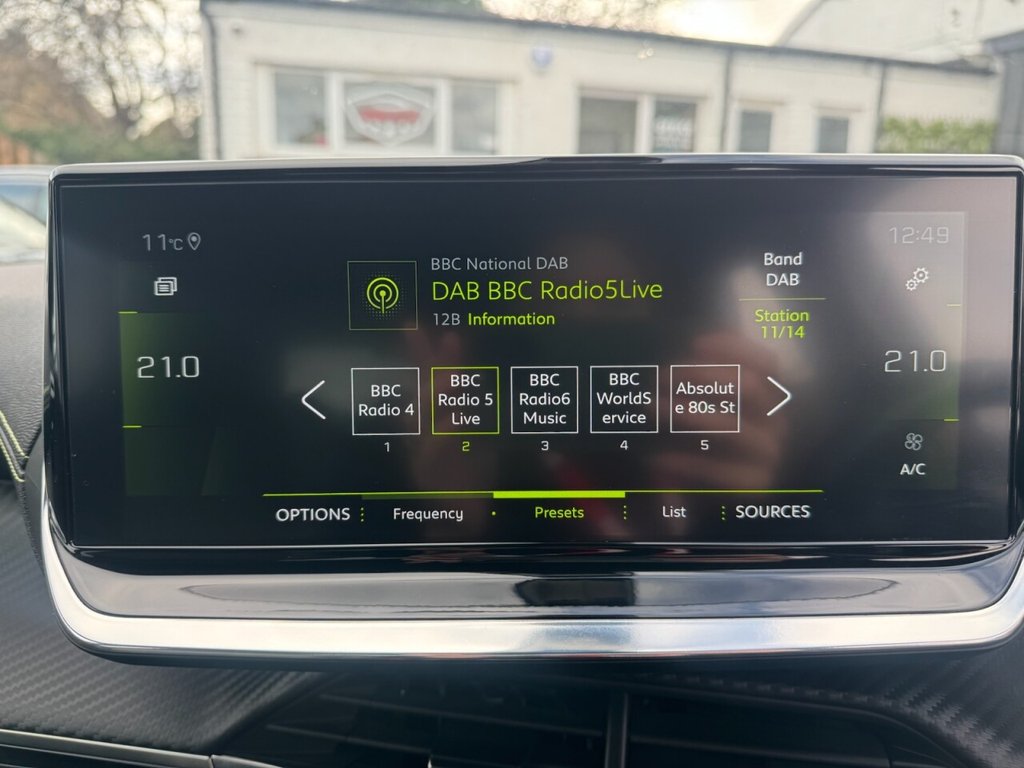 11°C
12:49
BBC National DAB
DAB BBC Radio5Live
12B Information
Band
DAB
Station
11/14
21.0
21.0
BBC
Radio 4
1
BBC
Radio 5
Live
2
BBC
Radio6
Music
3
BBC
WorldS
ervice
4
Absolut
e 80s St
5
A/C
OPTIONS
Frequency
Presets
List
SOURCES